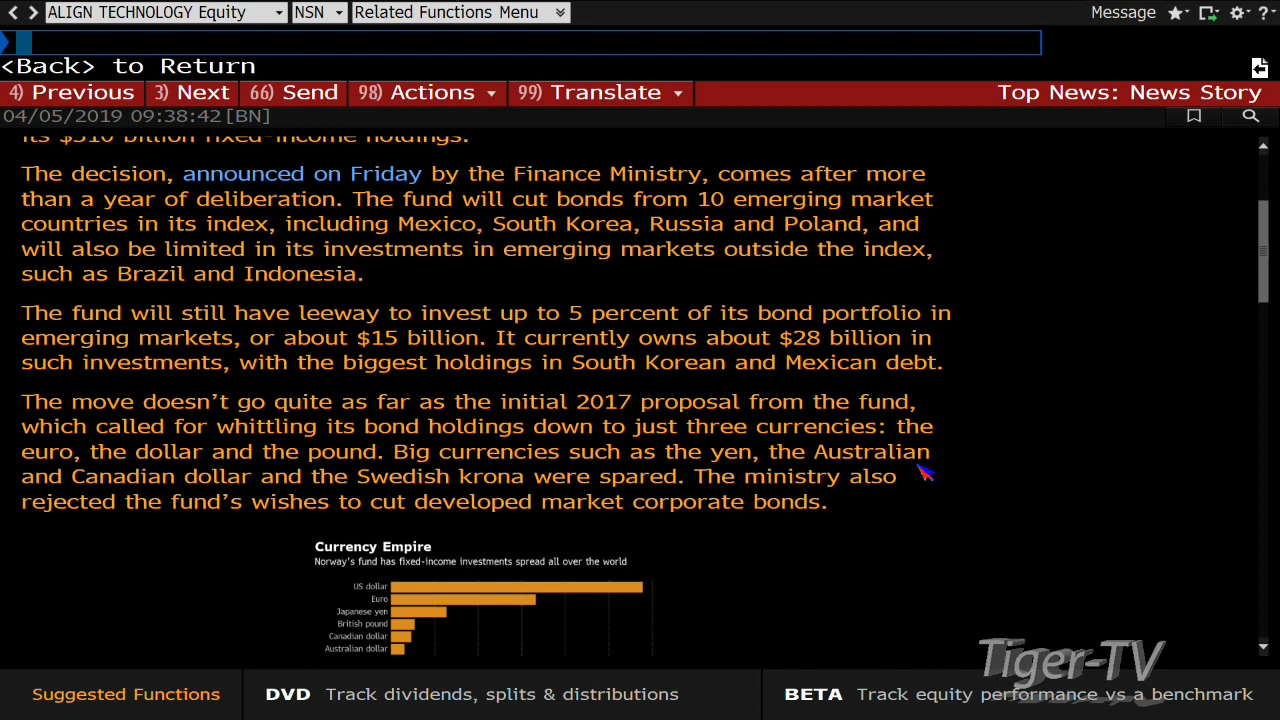 ALIGN TECHNOLOGY Equity NSN Related Functions Menu Message ?
<Back> to Return
4) Previous 3) Next 66) Send 98) Actions 99) Translate Top News: News Story
04/05/2019 09:38:42 [BN]
its $310 billion fixed-income holdings.
The decision, announced on Friday by the Finance Ministry, comes after more
than a year of deliberation. The fund will cut bonds from 10 emerging market
countries in its index, including Mexico, South Korea, Russia and Poland, and
will also be limited in its investments in emerging markets outside the index,
such as Brazil and Indonesia.
The fund will still have leeway to invest up to 5 percent of its bond portfolio in
emerging markets, or about $15 billion. It currently owns about $28 billion in
such investments, with the biggest holdings in South Korean and Mexican debt.
The move doesn’t go quite as far as the initial 2017 proposal from the fund,
which called for whittling its bond holdings down to just three currencies: the
euro, the dollar and the pound. Big currencies such as the yen, the Australian
and Canadian dollar and the Swedish krona were spared. The ministry also
rejected the fund’s wishes to cut developed market corporate bonds.
Currency Empire
Norway's fund has fixed-income investments spread all over the world
US dollar
Euro
Japanese yen
British pound
Canadian dollar
Australian dollar
Tiger-TV
Suggested Functions DVD Track dividends, splits & distributions BETA Track equity performance vs a benchmark